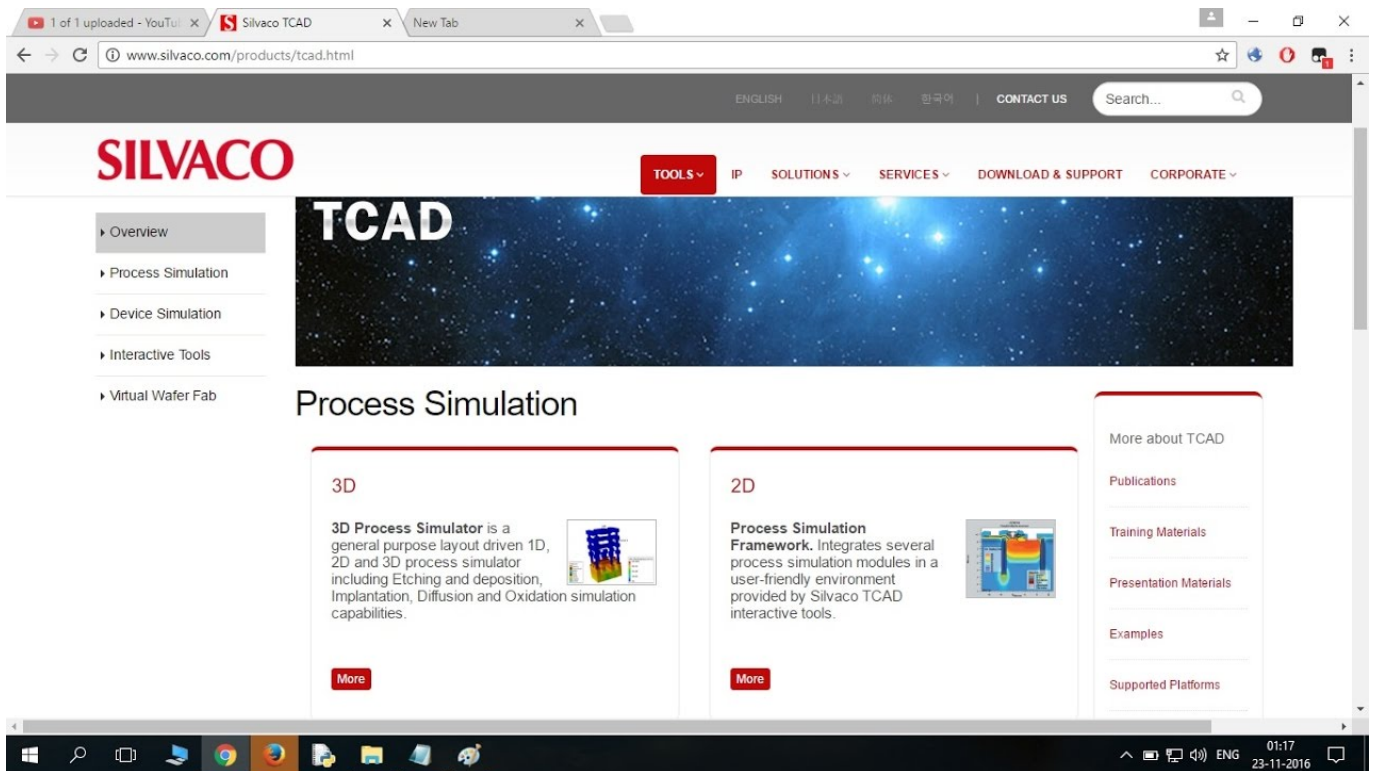 1 of 1 uploaded - YouTu
Silvaco TCAD
New Tab
www.silvaco.com/products/tcad.html
ENGLISH 日本語 简体 한국어 | CONTACT US Search...
SILVACO
TOOLS IP SOLUTIONS SERVICES DOWNLOAD & SUPPORT CORPORATE
TCAD
Overview
Process Simulation
Device Simulation
Interactive Tools
Virtual Wafer Fab
Process Simulation
3D
3D Process Simulator is a
general purpose layout driven 1D,
2D and 3D process simulator
including Etching and deposition,
Implantation, Diffusion and Oxidation simulation
capabilities.
More
2D
Process Simulation
Framework. Integrates several
process simulation modules in a
user-friendly environment
provided by Silvaco TCAD
interactive tools.
More
More about TCAD
Publications
Training Materials
Presentation Materials
Examples
Supported Platforms
ENG
01:17
23-11-2016